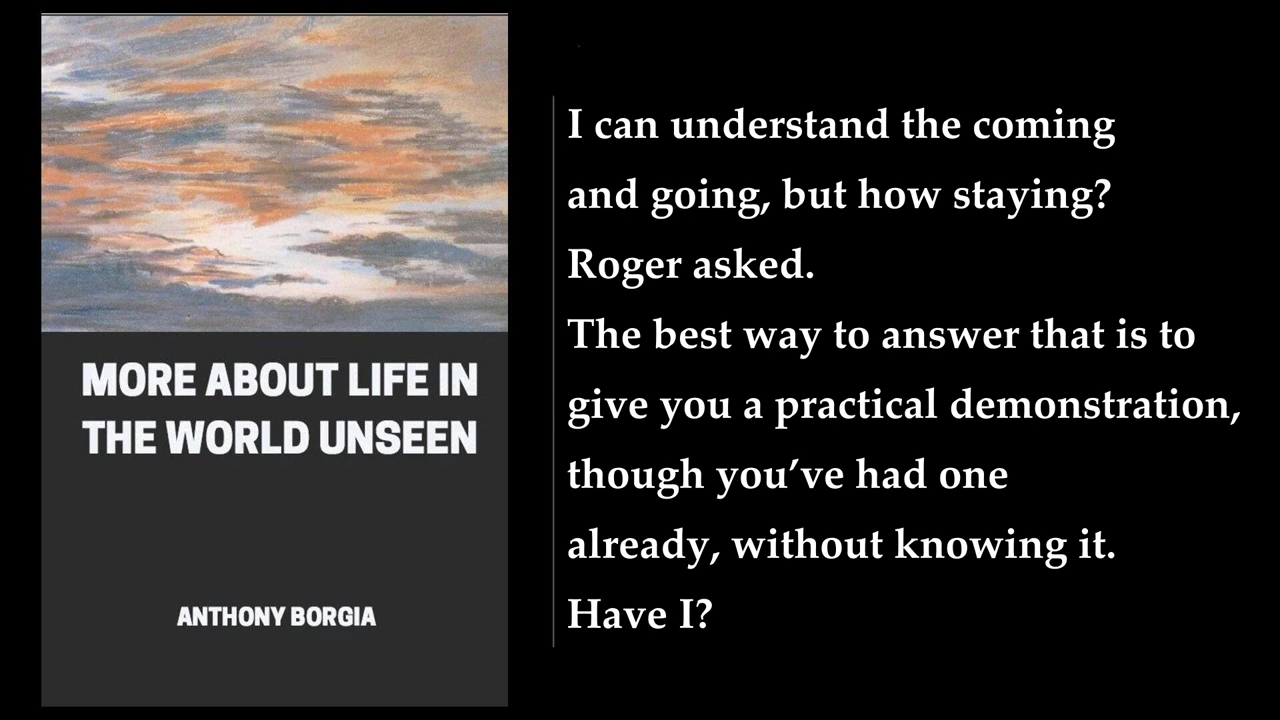 MORE ABOUT LIFE IN
THE WORLD UNSEEN
ANTHONY BORGIA
I can understand the coming
and going, but how staying?
Roger asked.
The best way to answer that is to
give you a practical demonstration,
though you’ve had one
already, without knowing it.
Have I?